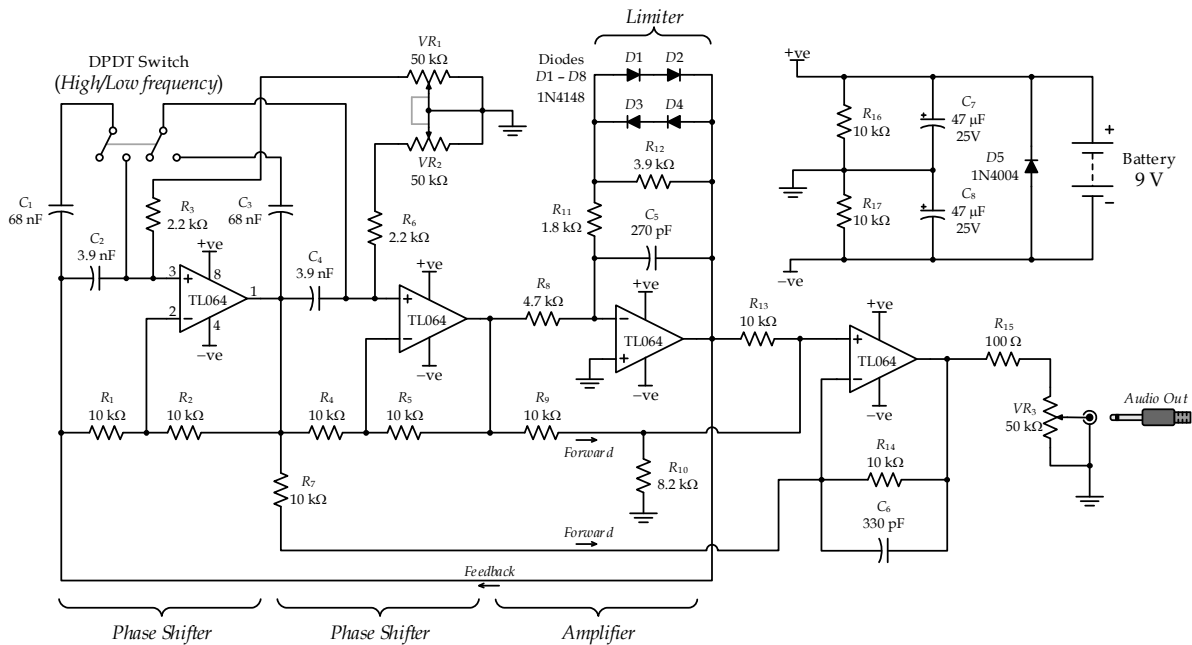 Limiter
DPDT Switch
(High/Low frequency)
VR1
50 kΩ
VR2
50 kΩ
Diodes
D1 – D8
1N4148
D1
D2
D3
D4
R12
3.9 kΩ
R11
1.8 kΩ
C5
270 pF
+ve
R16
10 kΩ
C7
47 µF
25V
+
R17
10 kΩ
C8
47 µF
25V
+
D5
1N4004
+
Battery
9 V
−
−ve
C1
68 nF
R3
2.2 kΩ
C3
68 nF
R6
2.2 kΩ
C2
3.9 nF
C4
3.9 nF
+ve
8
3
+
TL064
1
2
−
4
−ve
+ve
+
TL064
−
−ve
R8
4.7 kΩ
+ve
−
TL064
+
−ve
R13
10 kΩ
+ve
+
TL064
−
−ve
R15
100 Ω
VR3
50 kΩ
Audio Out
R1
10 kΩ
R2
10 kΩ
R4
10 kΩ
R5
10 kΩ
R9
10 kΩ
Forward
R10
8.2 kΩ
R7
10 kΩ
R14
10 kΩ
C6
330 pF
Forward
Feedback
Phase Shifter
Phase Shifter
Amplifier